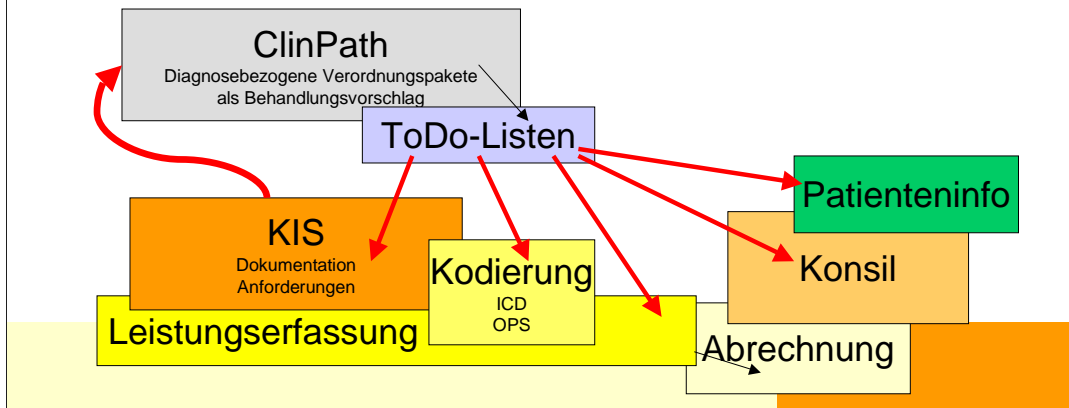 ClinPath
Diagnosebezogene Verordnungspakete
als Behandlungsvorschlag
ToDo-Listen
Patienteninfo
KIS
Dokumentation
Anforderungen
Kodierung
ICD
OPS
Konsil
Leistungserfassung
Abrechnung